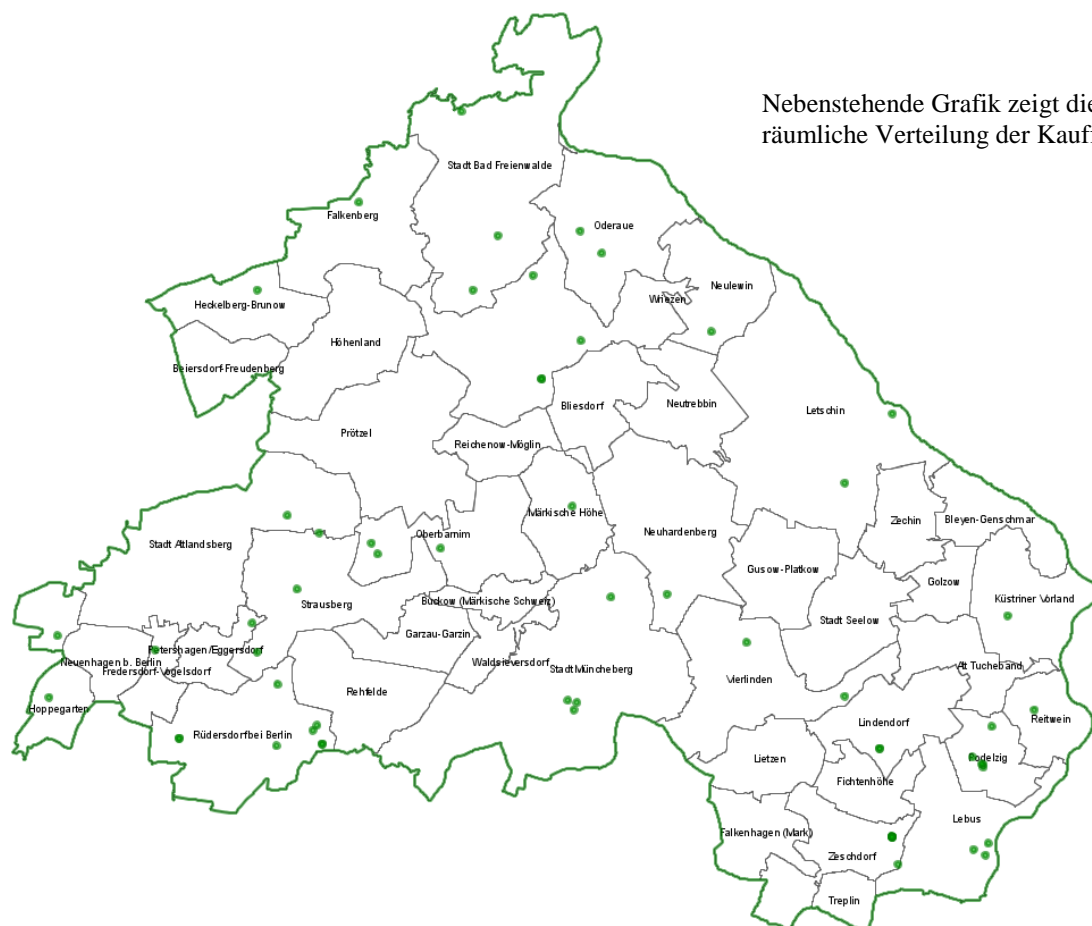 Nebenstehende Grafik zeigt die
räumliche Verteilung der Kauf
Stadt Bad Freienwalde
Falkenberg
Oderaue
Neulewin
Wriezen
Heckelberg-Brunow
Höhenland
Beiersdorf-Freudenberg
Bliesdorf
Neutrebbin
Letschin
Prötzel
Reichenow-Möglin
Märkische Höhe
Zechin
Bleyen-Genschmar
Neuhardenberg
Oberbarnim
Stadt Altlandsberg
Gusow-Platkow
Golzow
Küstriner Vorland
Strausberg
Buckow (Märkische Schweiz)
Stadt Seelow
Garzau-Garzin
Petershagen/Eggersdorf
Neuenhagen b. Berlin
Fredersdorf-Vogelsdorf
Waldsieversdorf
Stadt Müncheberg
Alt Tucheband
Vierlinden
Rehfelde
Hoppegarten
Lindendorf
Reitwein
Rüdersdorf bei Berlin
Lietzen
Podelzig
Fichtenhöhe
Lebus
Falkenhagen (Mark)
Zeschdorf
Treplin